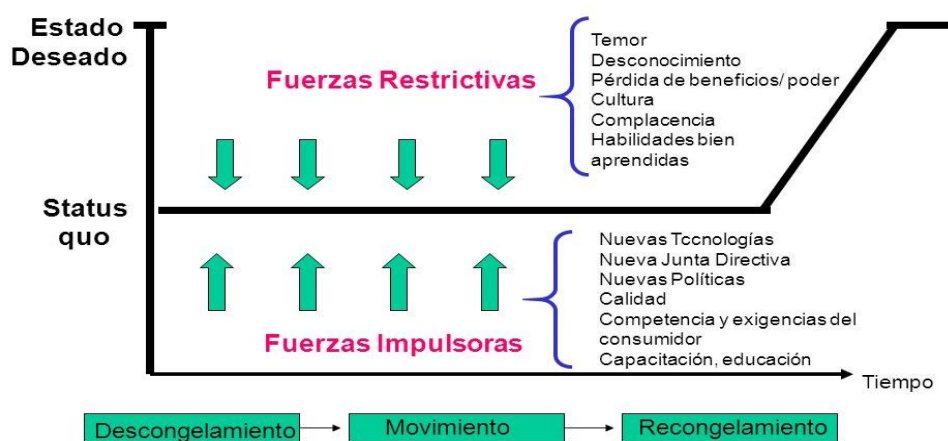 Estado
Deseado
Fuerzas Restrictivas
Temor
Desconocimiento
Pérdida de beneficios/ poder
Cultura
Complacencia
Habilidades bien
aprendidas
Status
quo
Nuevas Tccnologías
Nueva Junta Directiva
Nuevas Políticas
Calidad
Competencia y exigencias del
consumidor
Capacitación, educación
Fuerzas Impulsoras
Tiempo
Descongelamiento
Movimiento
Recongelamiento